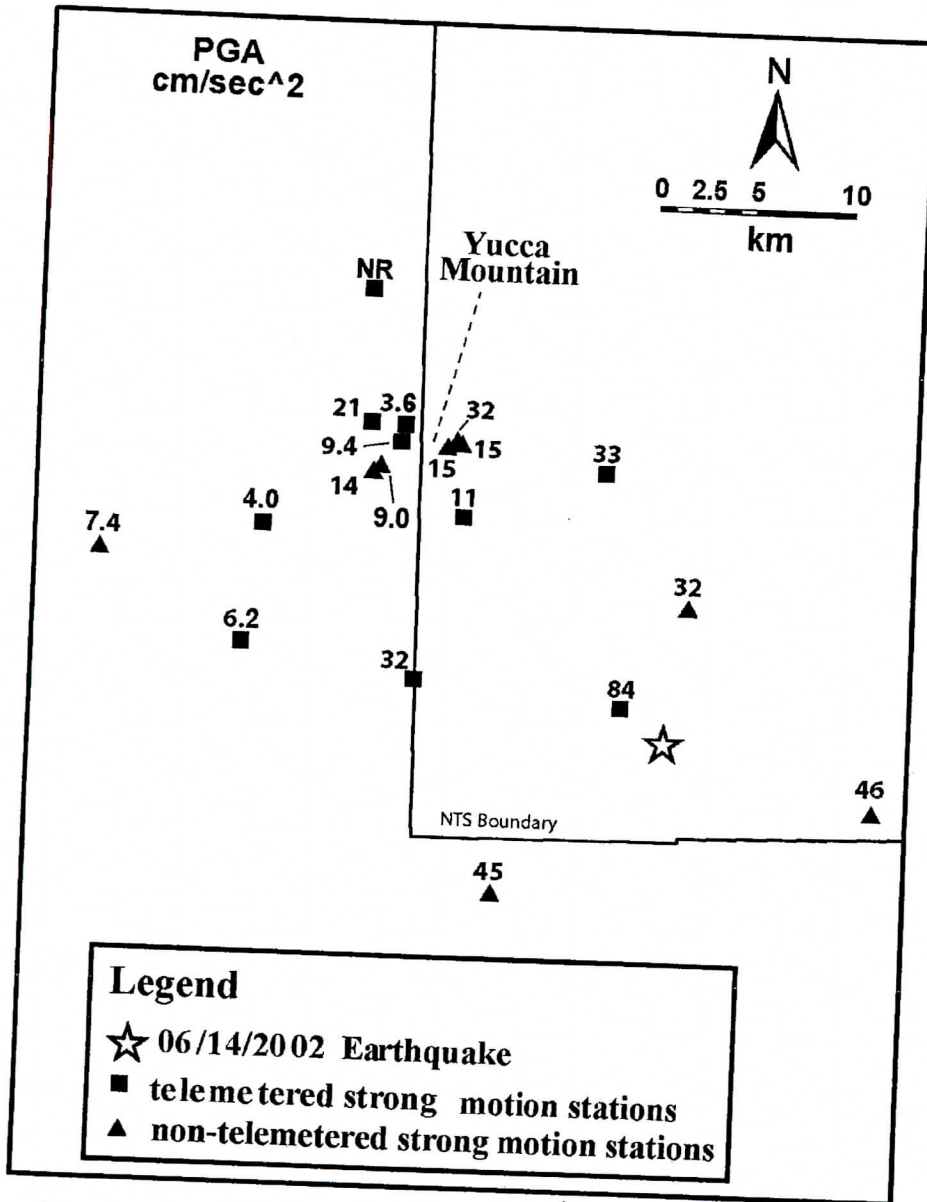 PGA
cm/sec^2
N
0 2.5 5 10
km
Yucca
Mountain
NR
21 3.6
32
9.4
15
15
33
14
9.0
11
4.0
7.4
32
6.2
32
84
46
NTS Boundary
45
Legend
06/14/2002 Earthquake
telemetered strong motion stations
non-telemetered strong motion stations